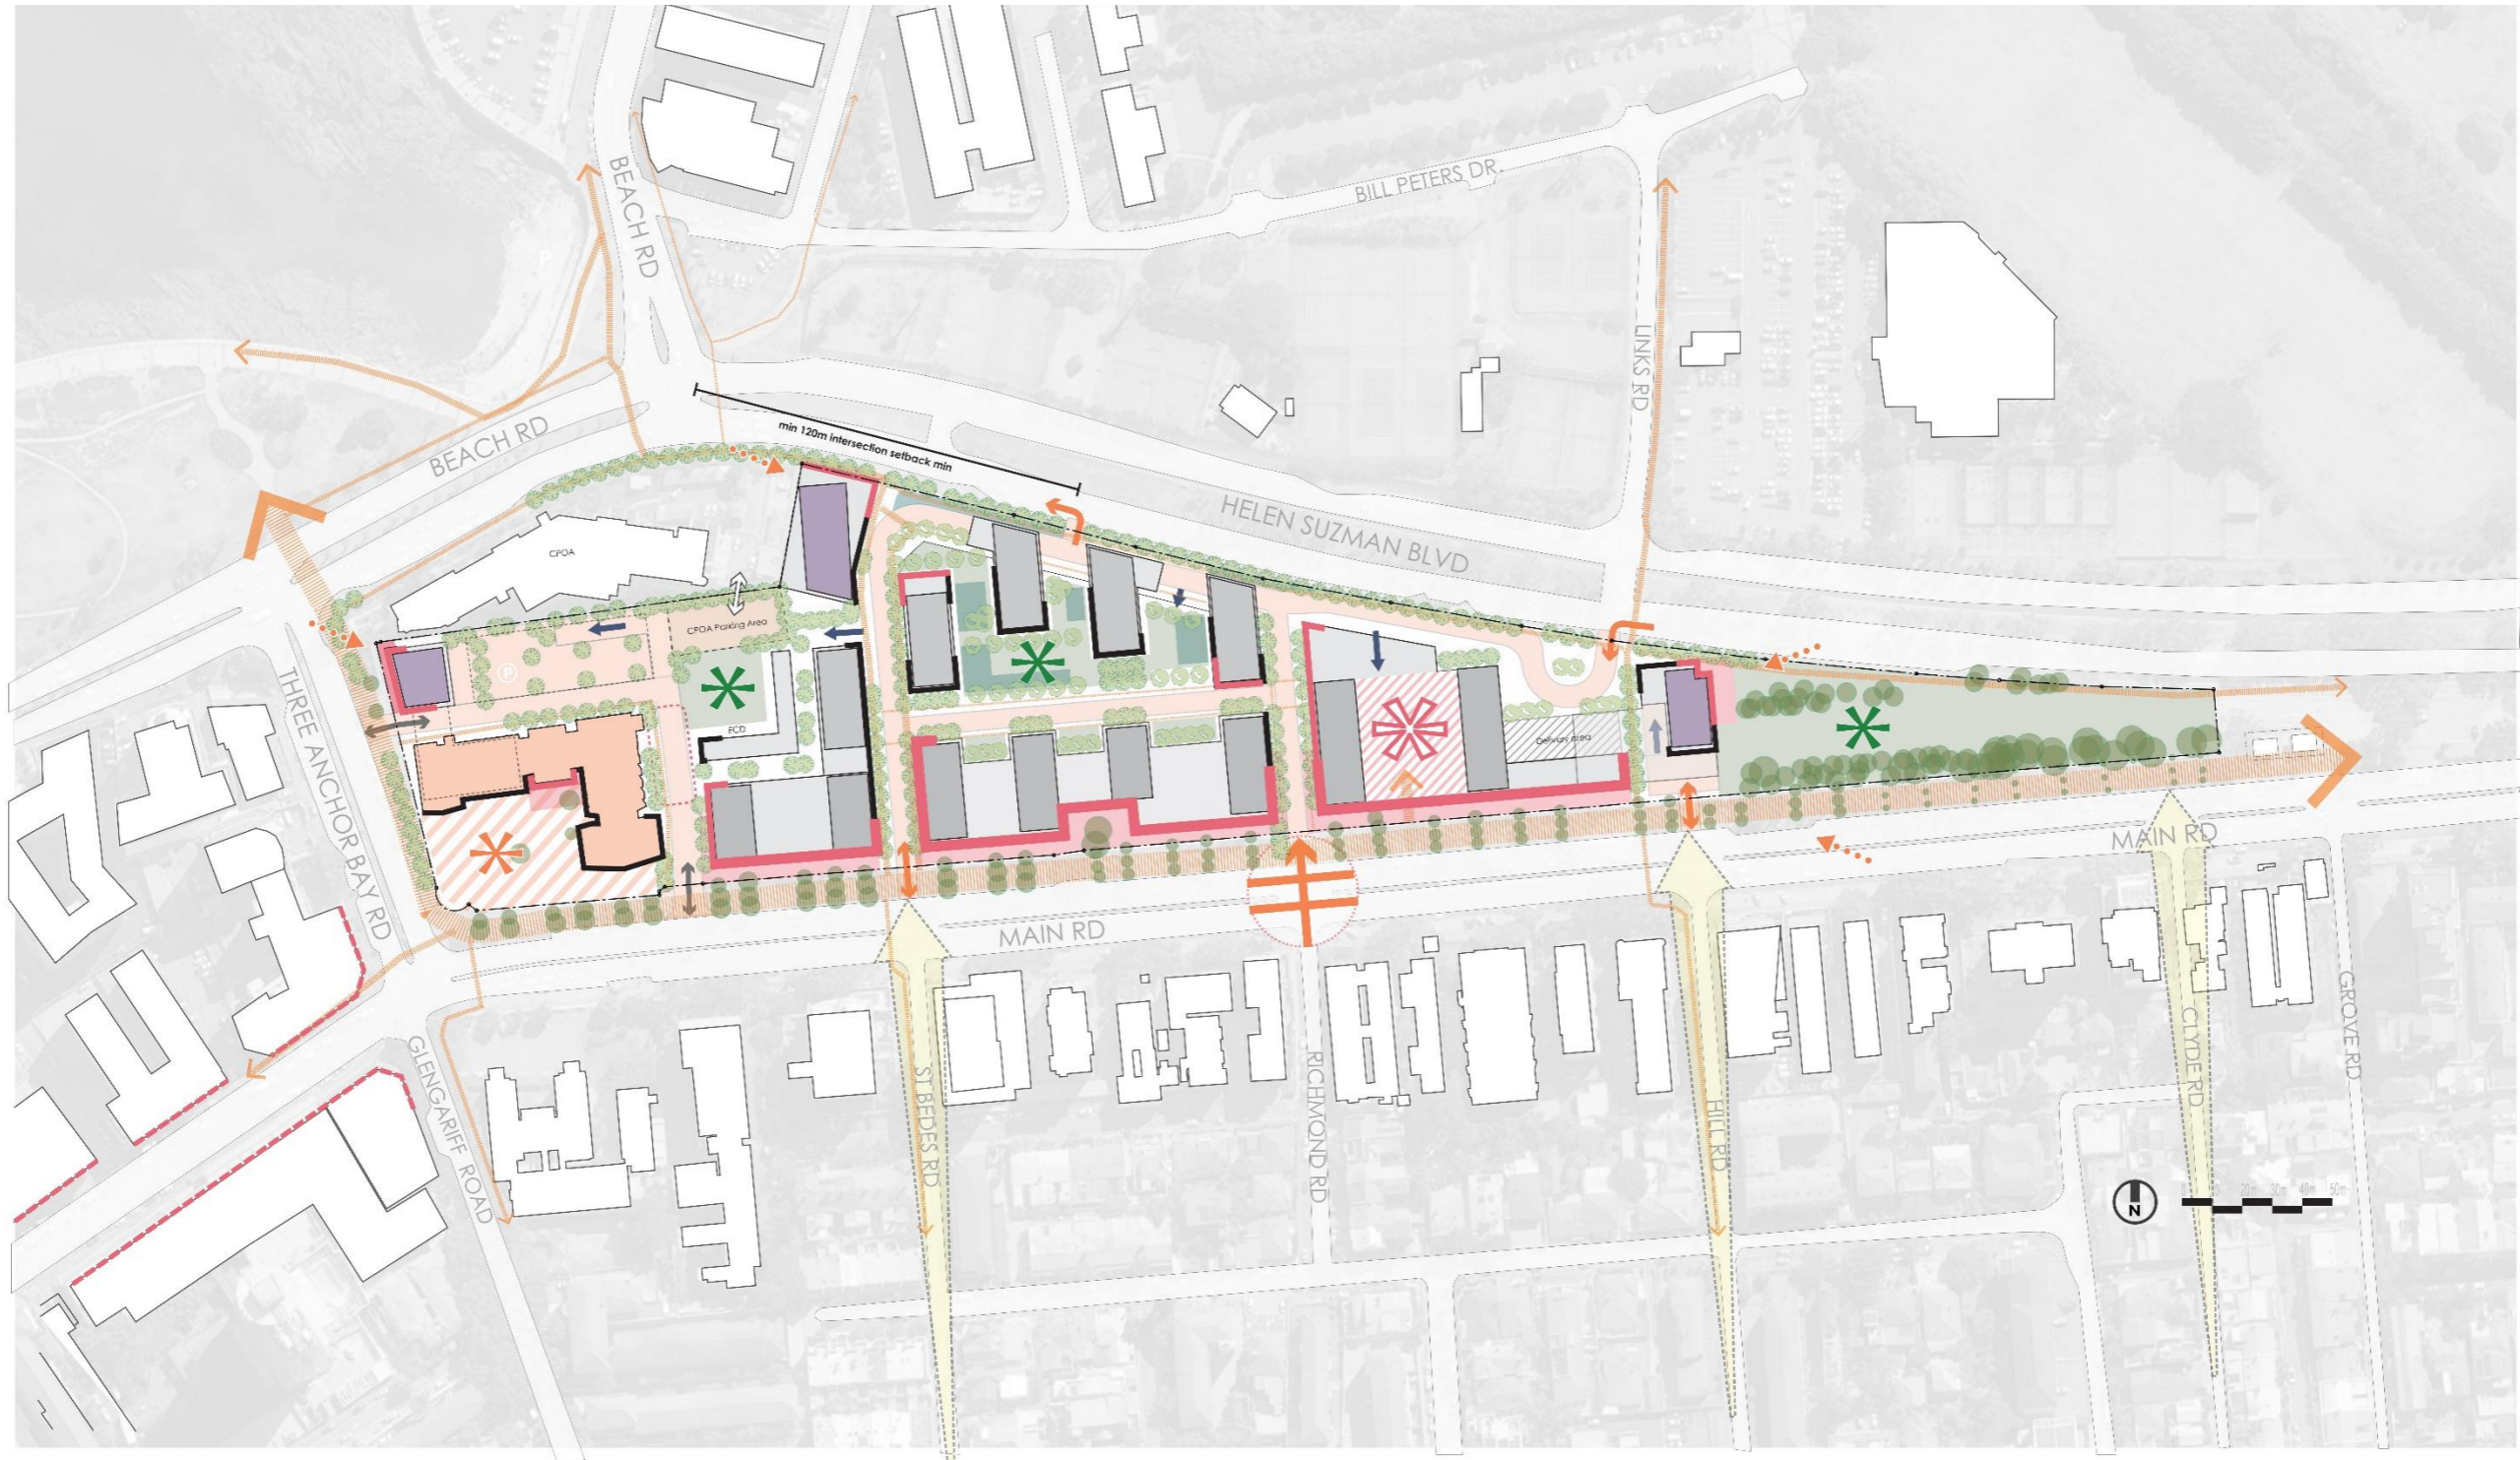 BEACH RD
BILL PETERS DR.
P
LINKS RD
BEACH RD
min 120m intersection setback min
HELEN SUZMAN BLVD
CPOA
CPOA Parking Area
P
THREE ANCHOR BAY RD
ECD
Delivery area
MAIN RD
MAIN RD
GLENGARIFF ROAD
ST BEDES RD
RICHMOND RD
HILL RD
CLYDE RD
GROVE RD
N